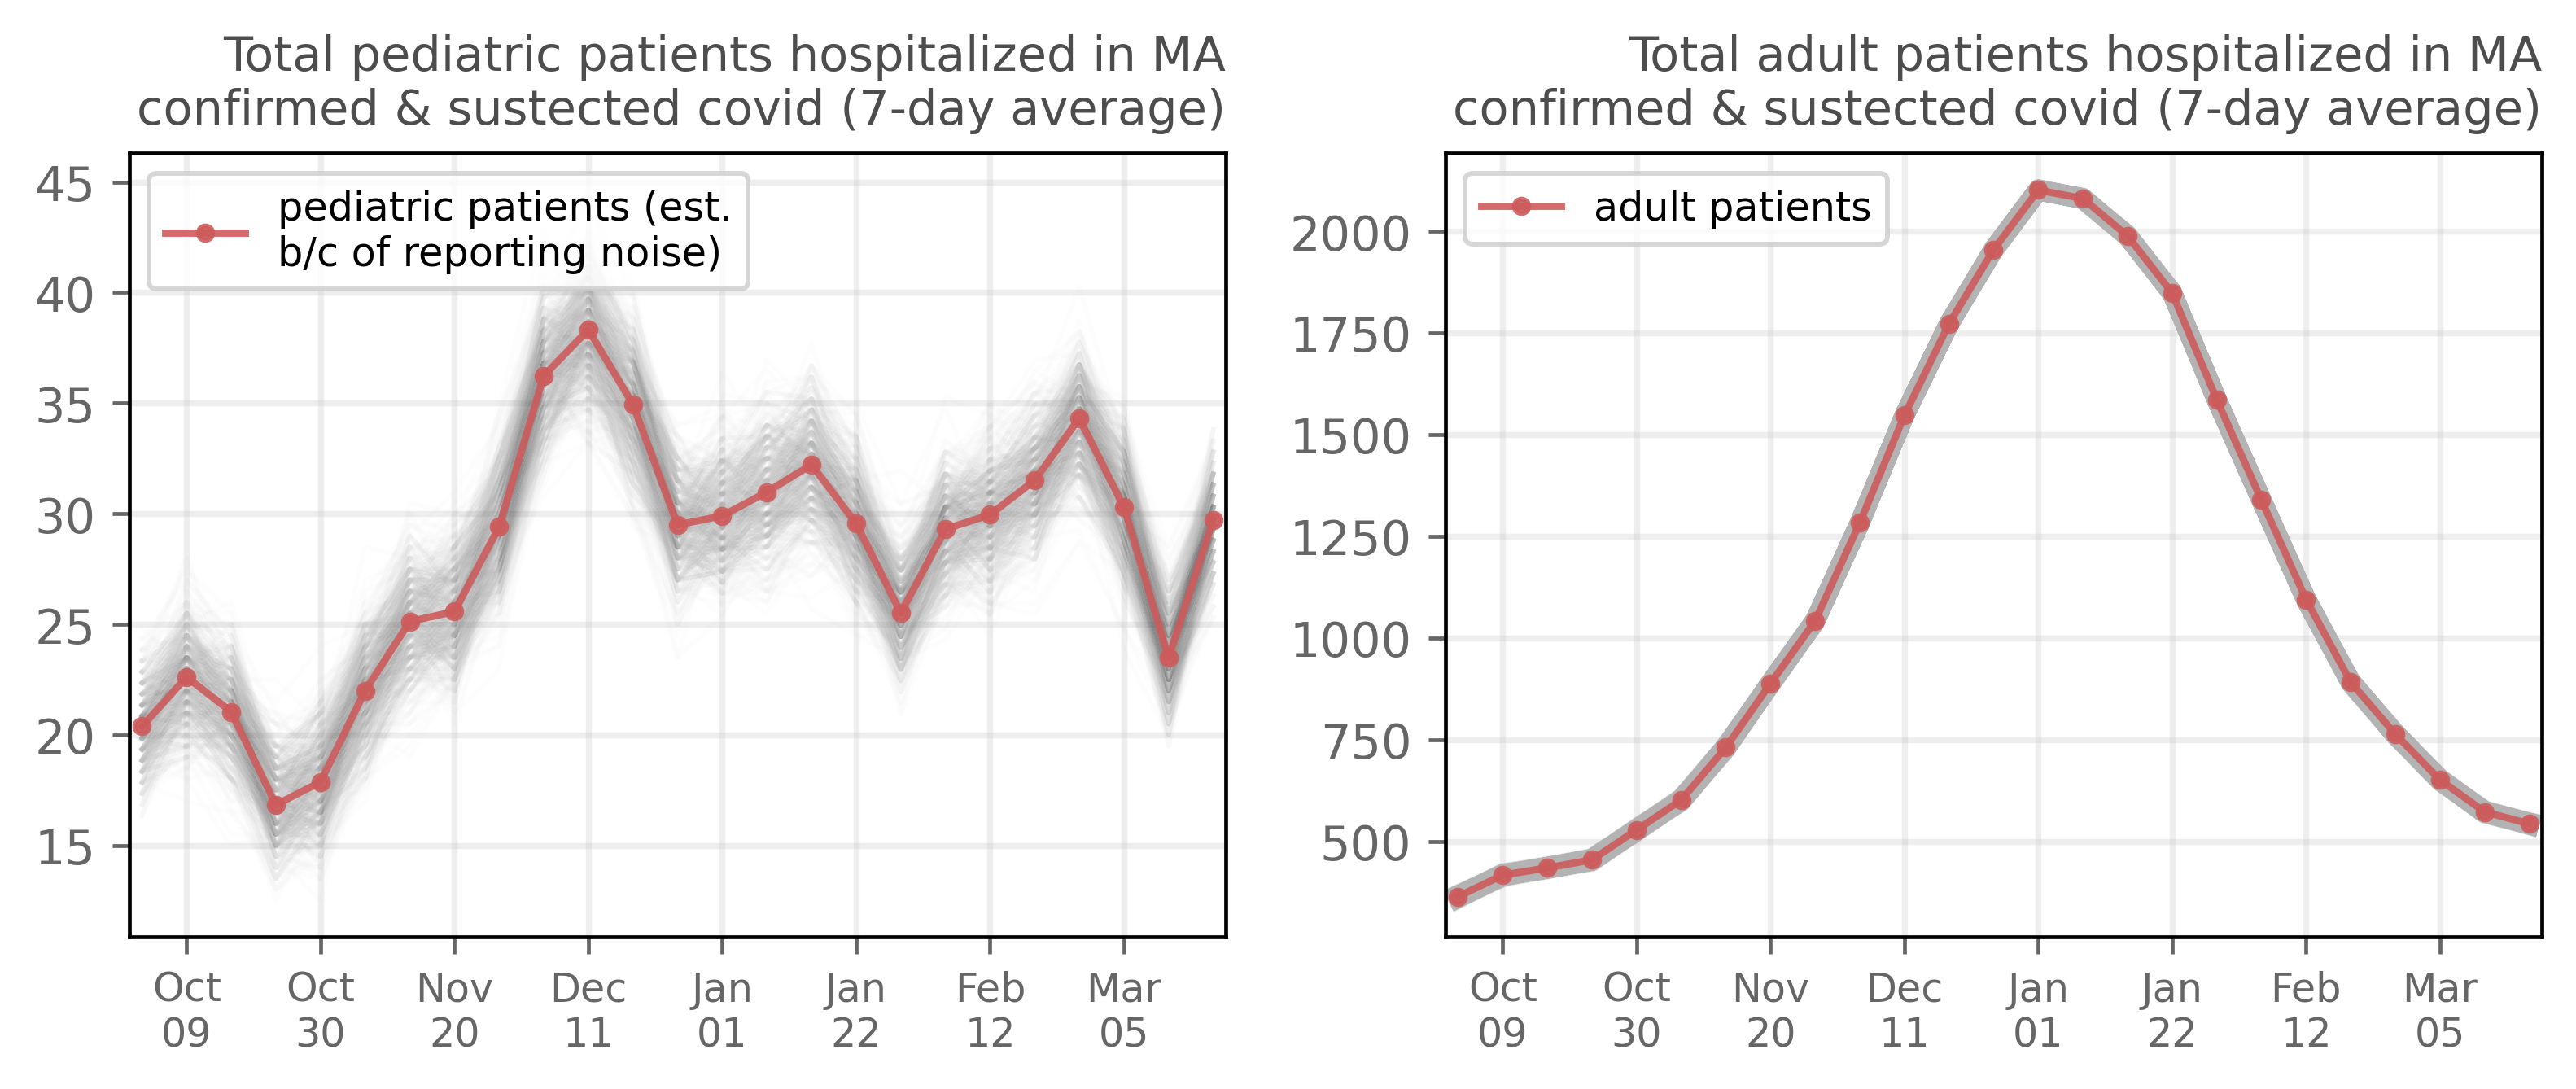 Total pediatric patients hospitalized in MA
confirmed & sustected covid (7-day average)
45
40
35
30
25
20
15
pediatric patients (est.
b/c of reporting noise)
Oct Oct Nov Dec Jan Jan Feb Mar
09 30 20 11 01 22 12 05
Total adult patients hospitalized in MA
confirmed & sustected covid (7-day average)
2000
1750
1500
1250
1000
750
500
adult patients
Oct Oct Nov Dec Jan Jan Feb Mar
09 30 20 11 01 22 12 05